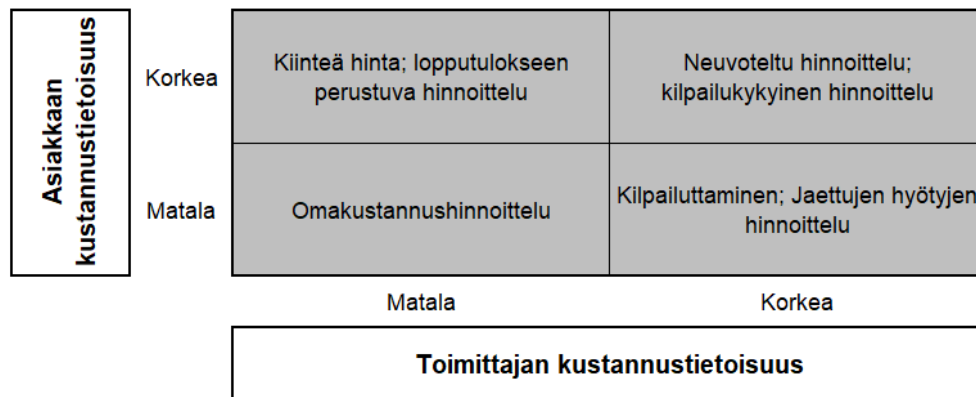 Asiakkaan
kustannustietoisuus
Korkea
Kiinteä hinta; lopputulokseen
perustuva hinnoittelu
Neuvoteltu hinnoittelu;
kilpailukykyinen hinnoittelu
Matala
Omakustannushinnoittelu
Kilpailuttaminen; Jaettujen hyötyjen
hinnoittelu
Matala
Korkea
Toimittajan kustannustietoisuus